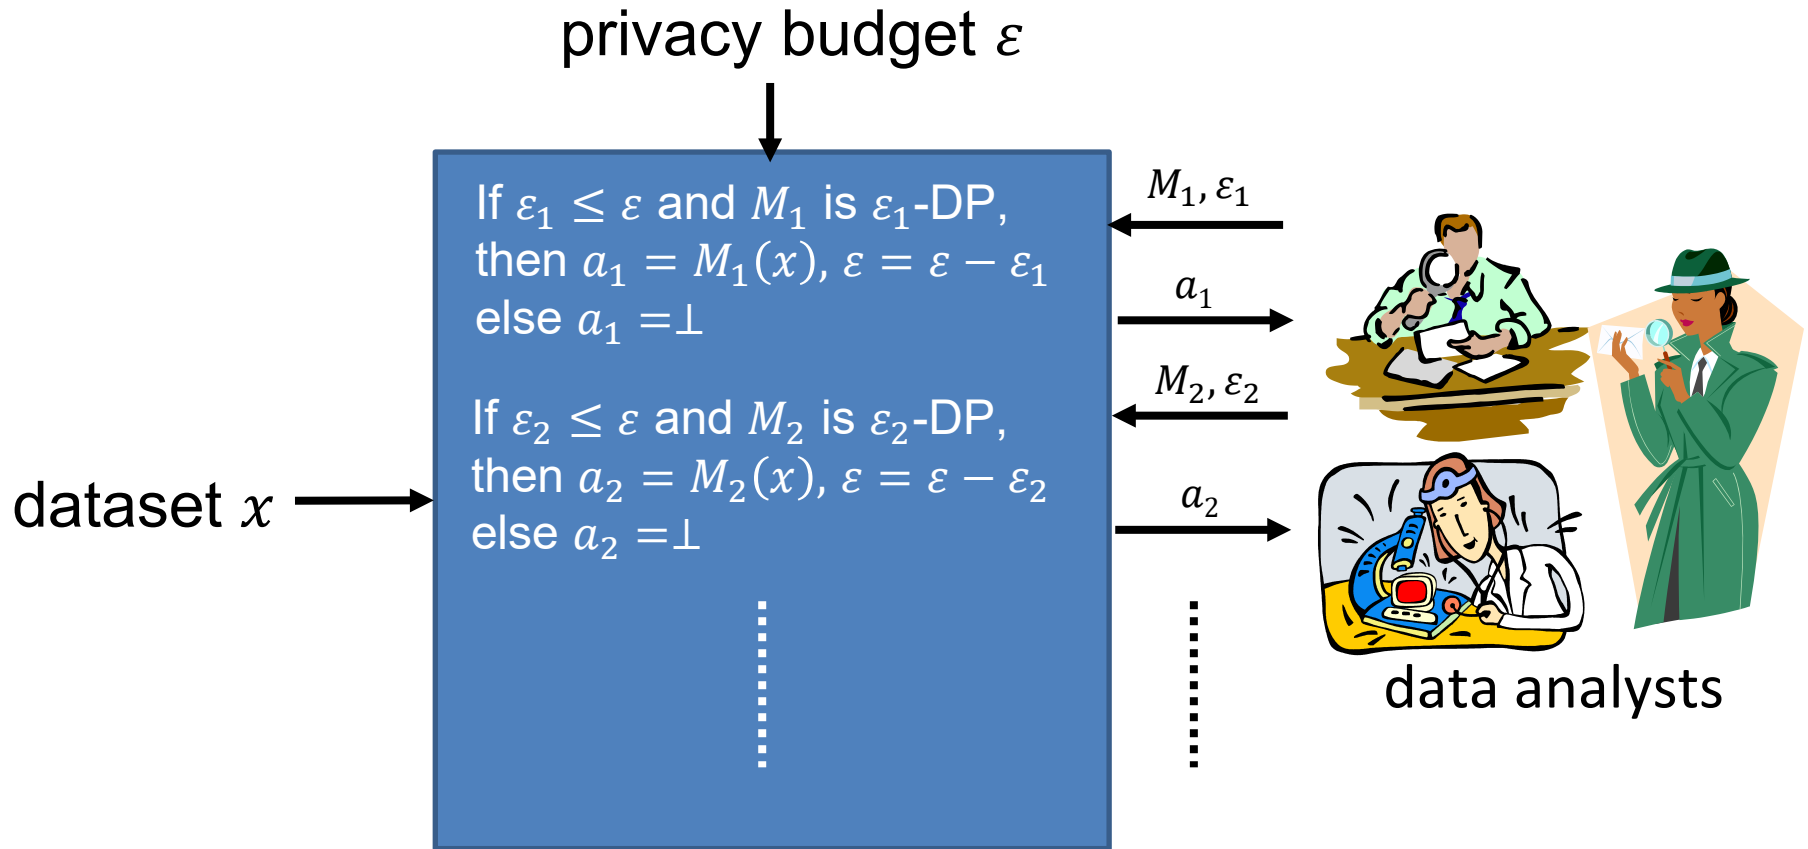 privacy budget ε
If ε₁ ≤ ε and M₁ is ε₁-DP,
then a₁ = M₁(x), ε = ε − ε₁
else a₁ =⊥
If ε₂ ≤ ε and M₂ is ε₂-DP,
then a₂ = M₂(x), ε = ε − ε₂
else a₂ =⊥
dataset x
M₁, ε₁
a₁
M₂, ε₂
a₂
data analysts